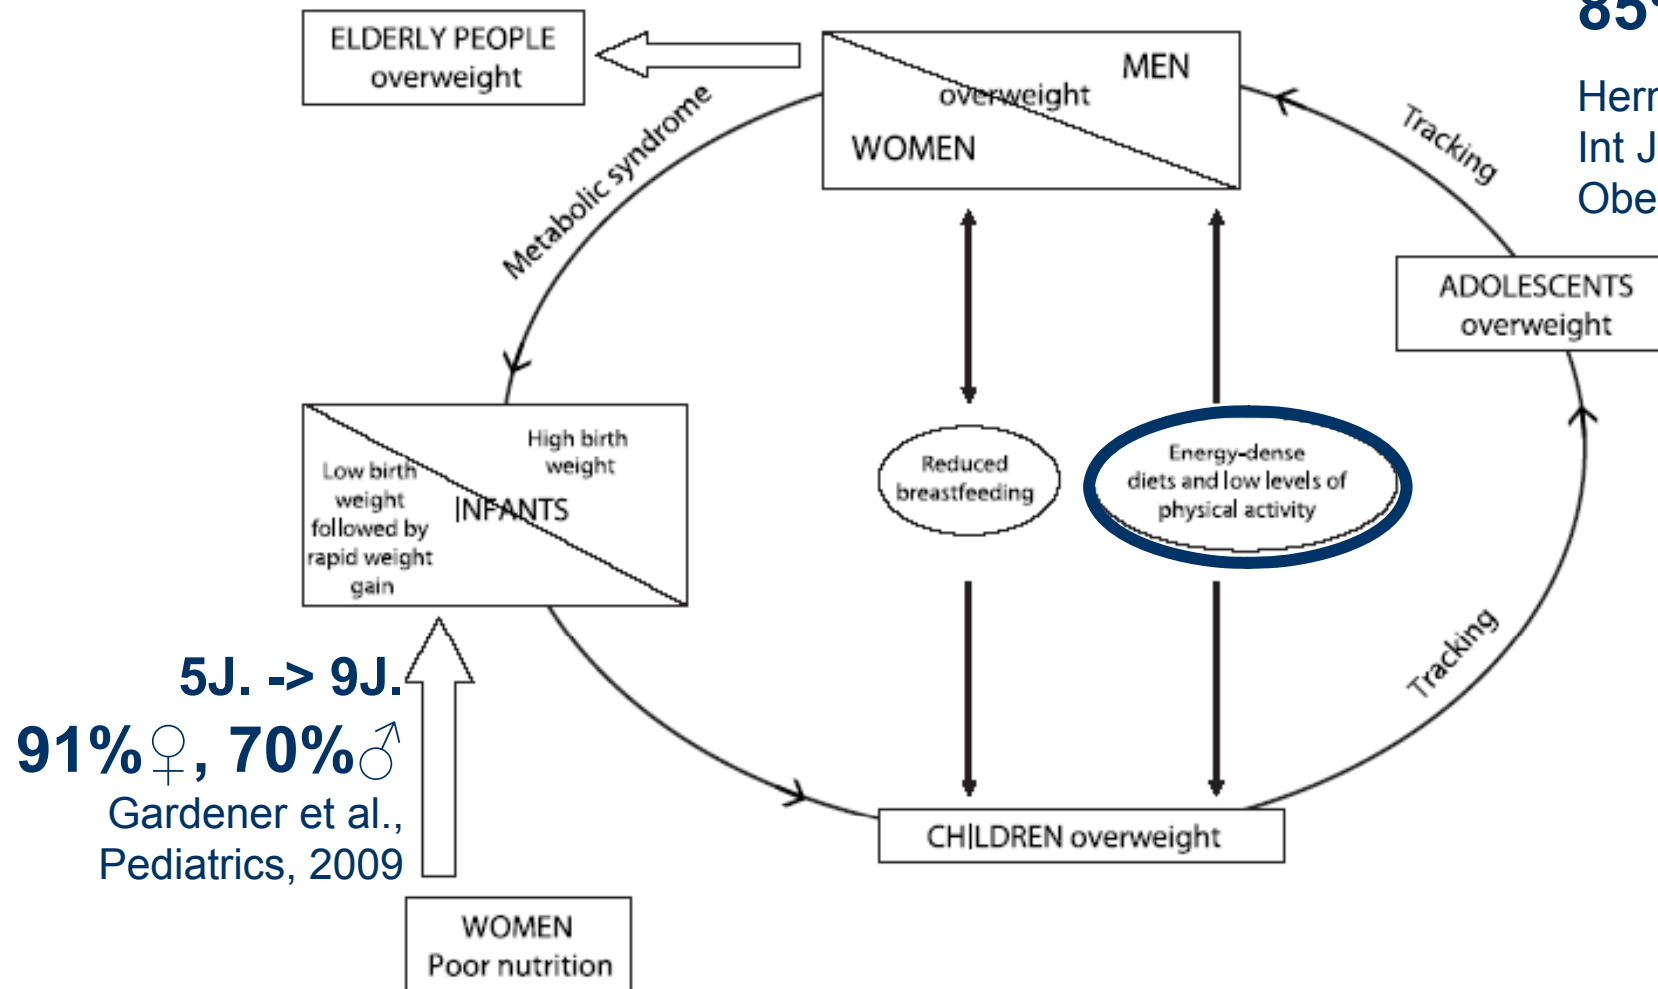 ELDERLY PEOPLE
overweight
MEN
overweight
WOMEN
85
Int J
Metabolic syndrome
Tracking
ADOLESCENTS
overweight
High birth
weight
Low birth
weight
followed by
rapid weight
gain
INFANTS
Reduced
breastfeeding
Energy-dense
diets and low levels of
physical activity
Tracking
5J. -> 9J.
91%♀, 70%♂
Gardener et al.,
Pediatrics, 2009
CHILDREN overweight
WOMEN
Poor nutrition